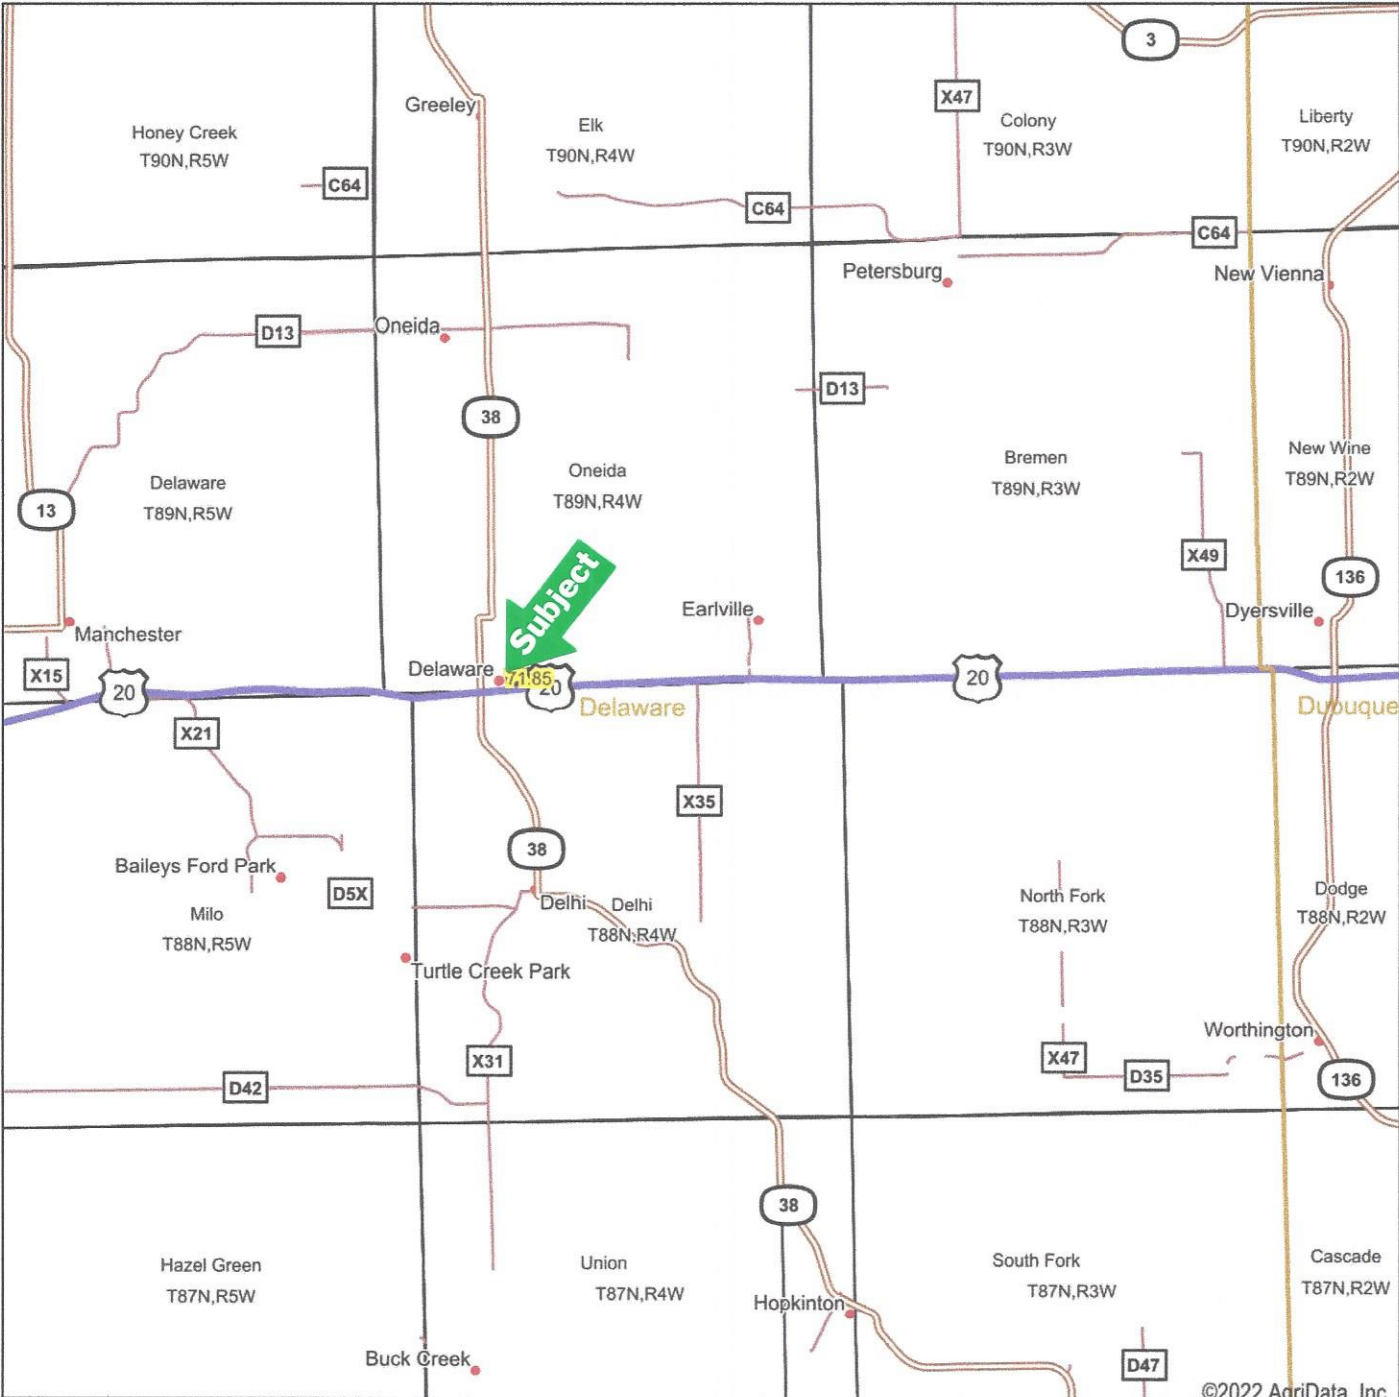 3
X47
Greeley
Elk
T90N,R4W
Colony
T90N,R3W
Liberty
T90N,R2W
Honey Creek
T90N,R5W
C64
C64
C64
Petersburg
New Vienna
D13
Oneida
D13
38
Bremen
T89N,R3W
New Wine
T89N,R2W
Oneida
T89N,R4W
Delaware
T89N,R5W
13
X49
136
Subject
Earlville
Dyersville
Manchester
X15
Delaware
71.85
20
20
20
Delaware
Dubuque
X21
X35
38
Baileys Ford Park
D5X
Milo
T88N,R5W
Delhi
Delhi
T88N,R4W
North Fork
T88N,R3W
Dodge
T88N,R2W
Turtle Creek Park
Worthington
X31
X47
D35
136
D42
38
Hazel Green
T87N,R5W
Union
T87N,R4W
South Fork
T87N,R3W
Cascade
T87N,R2W
Hopkinton
Buck Creek
D47
©2022 AgriData, Inc